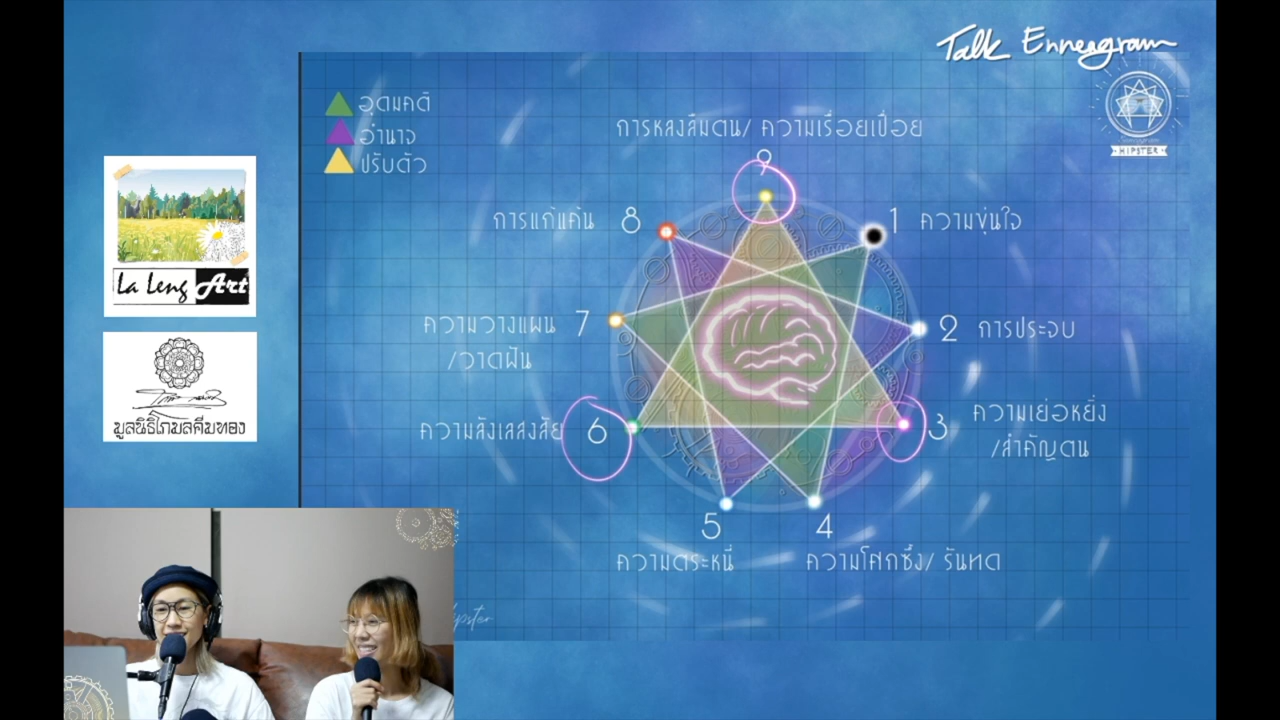 Talk Enneagram
HIPSTER
อุดมคติ
อำนาจ
ปรับตัว
การหลงลืมตน/ ความเรื่อยเปื่อย
9
การแก้แค้น 8
1 ความขุ่นใจ
ความวางแผน 7
/วาดฝัน
2 การประจบ
ความลังเลสงสัย 6
3 ความเย่อหยิ่ง
/สำคัญตน
5
ความตระหนี่
4
ความโศกซึ้ง/ รันทด
La Leng Art
มูลนิธิโกมลคีมทอง